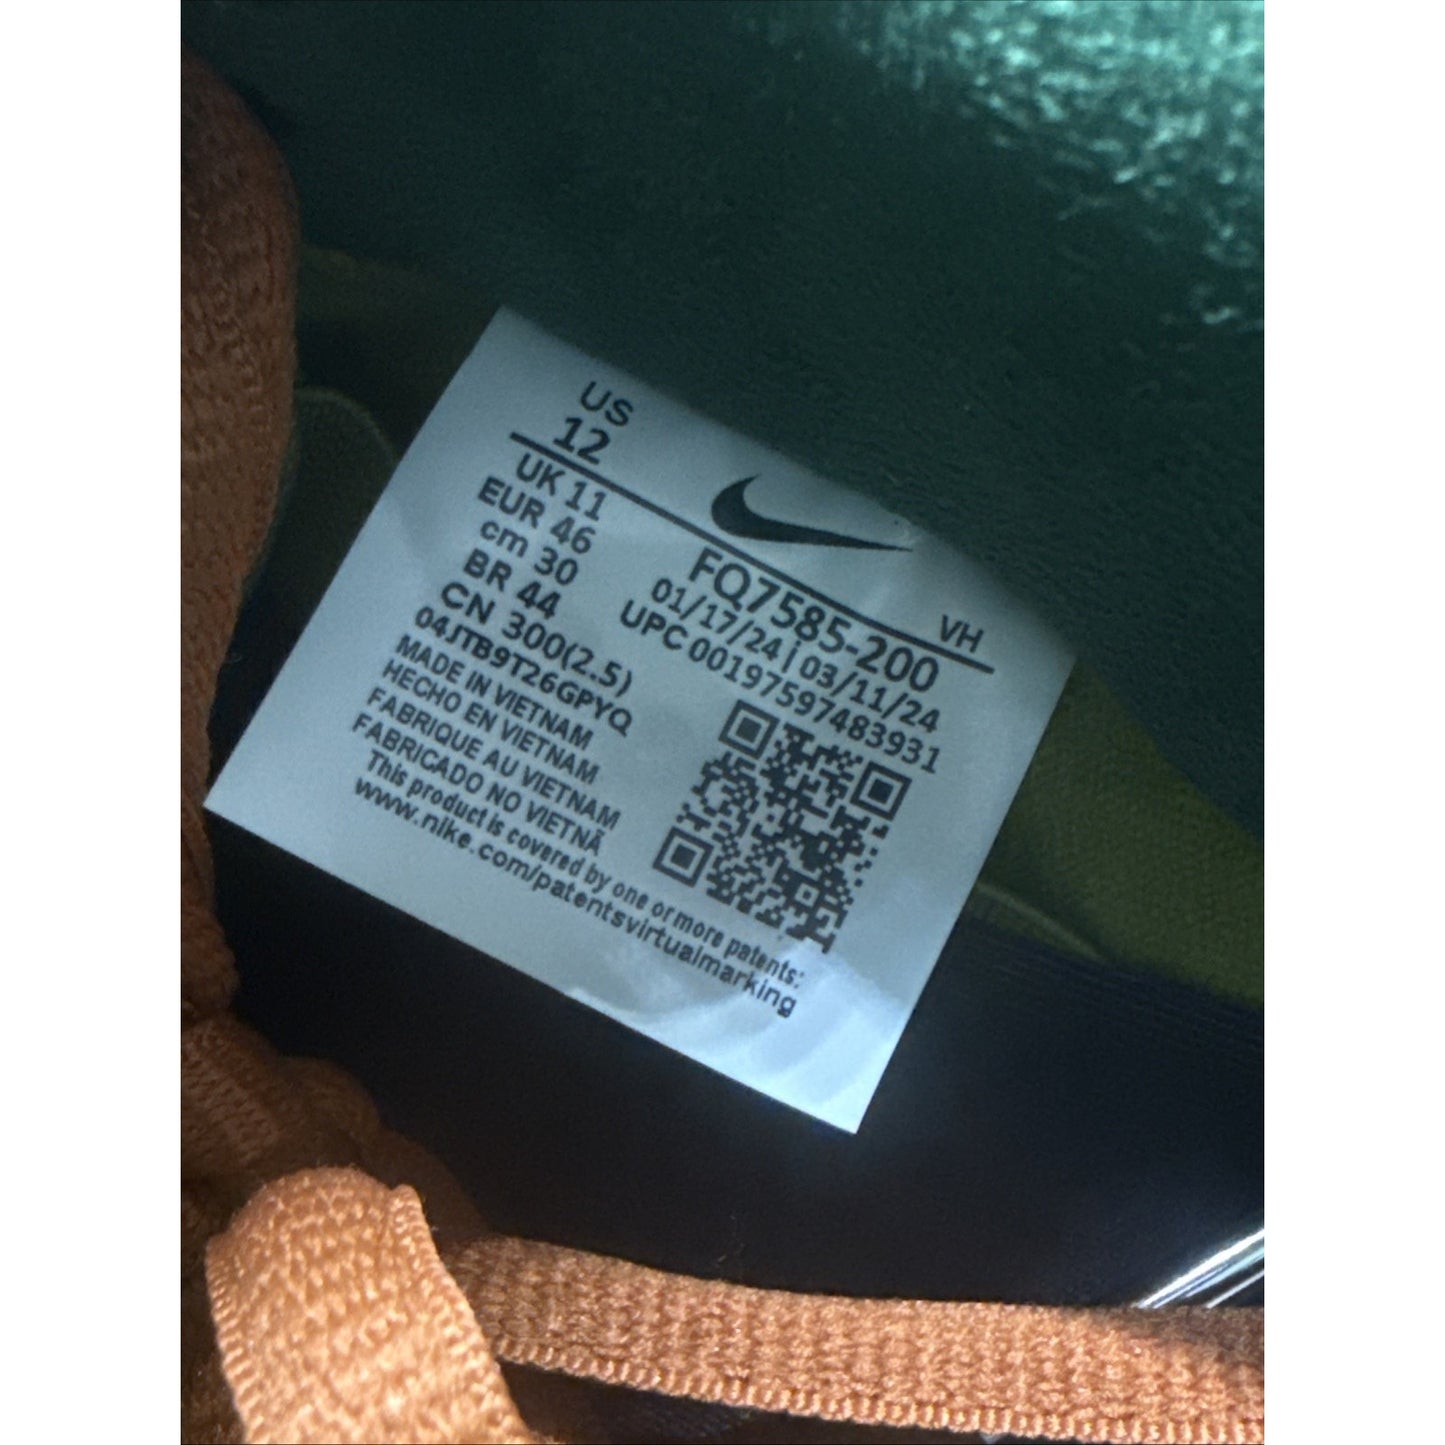 US
12
UK 11
EUR 46
cm 30
BR 44
CN 300(2.5)
04JTB9T26GPYQ
MADE IN VIETNAM
HECHO EN VIETNAM
FABRIQUE AU VIETNAM
FABRICADO NO VIETNÃ
This product is covered by one or more patents:
www.nike.com/patentsvirtualmarking
VH
FQ7585-200
01/17/24 | 03/11/24
UPC 00197597483931